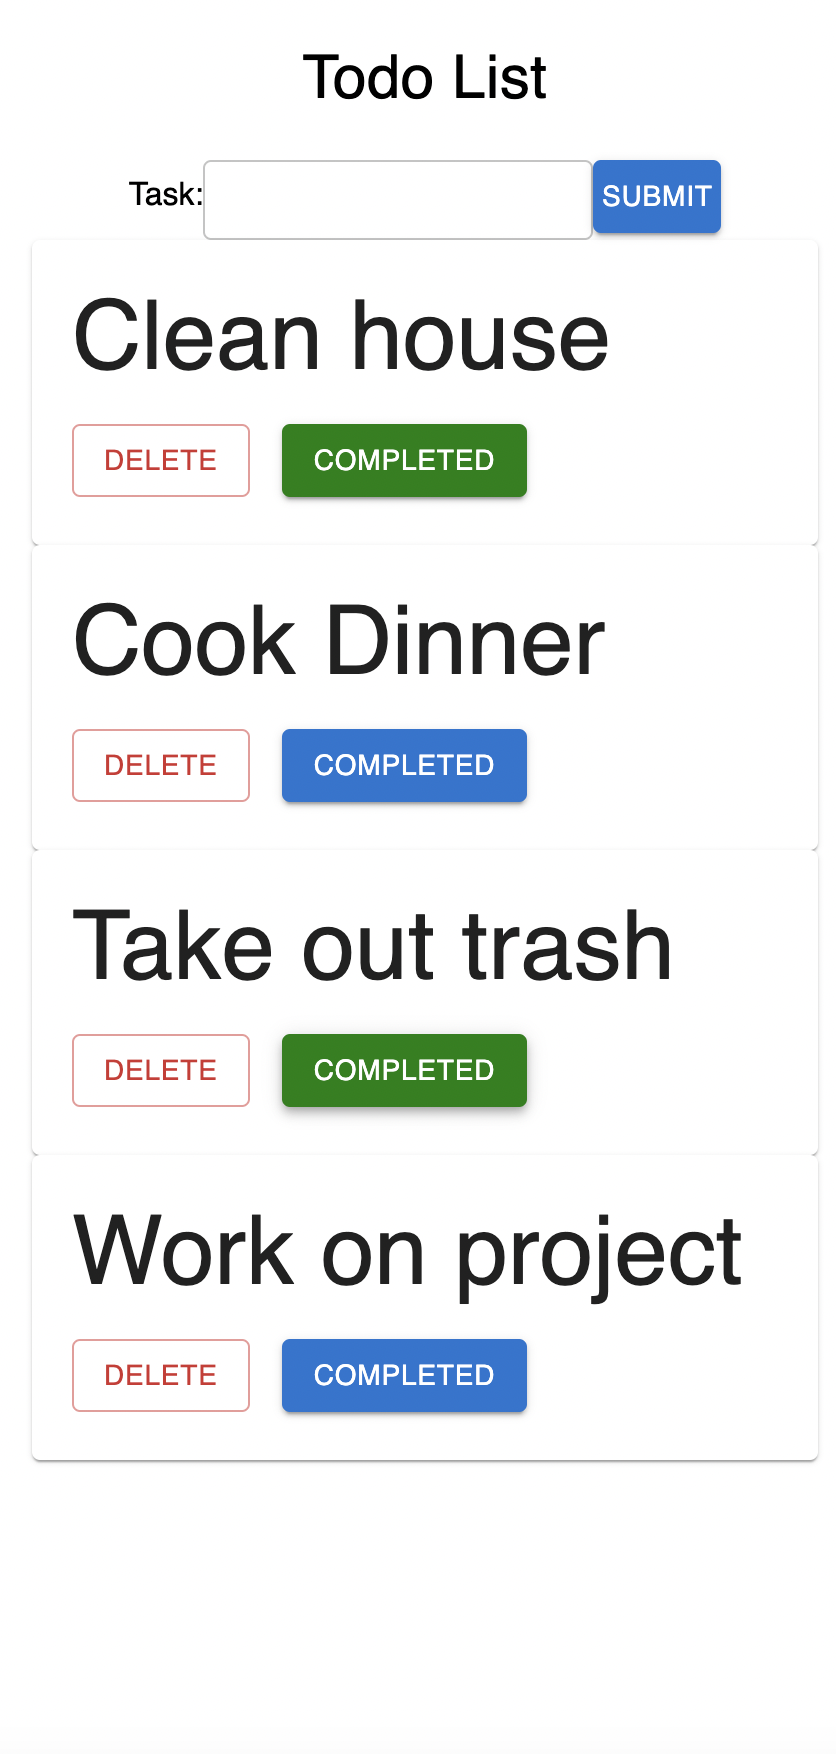 Todo List
Task: SUBMIT
Clean house
DELETE COMPLETED
Cook Dinner
DELETE COMPLETED
Take out trash
DELETE COMPLETED
Work on project
DELETE COMPLETED